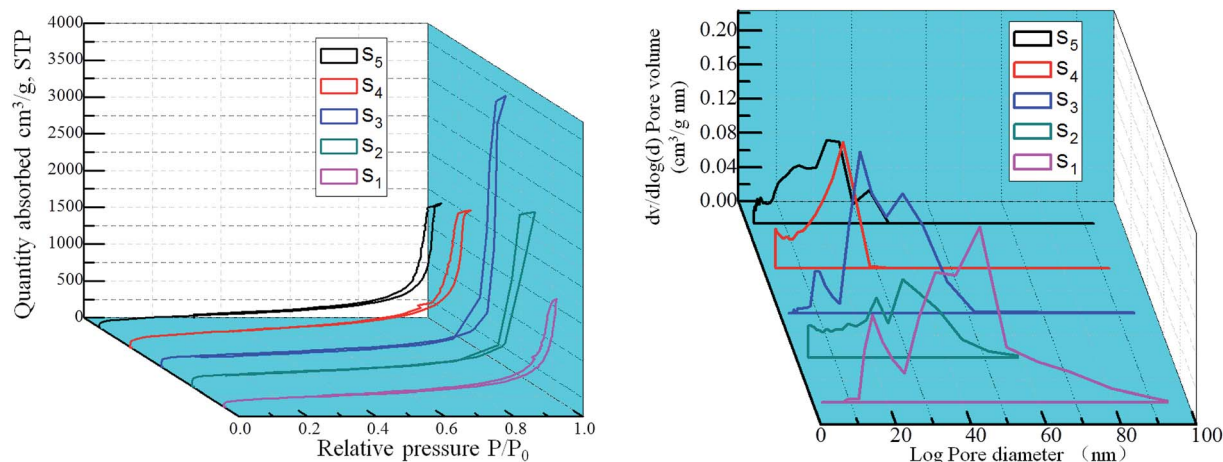 Quantity absorbed cm³/g, STP
4000
3500
3000
2500
2000
1500
1000
500
0
S₅
S₄
S₃
S₂
S₁
0.0 0.2 0.4 0.6 0.8 1.0
Relative pressure P/P₀
dv/dlog(d) Pore volume
(cm³/g nm)
0.20
0.16
0.12
0.08
0.04
0.00
S₅
S₄
S₃
S₂
S₁
0 20 40 60 80 100
Log Pore diameter （nm）